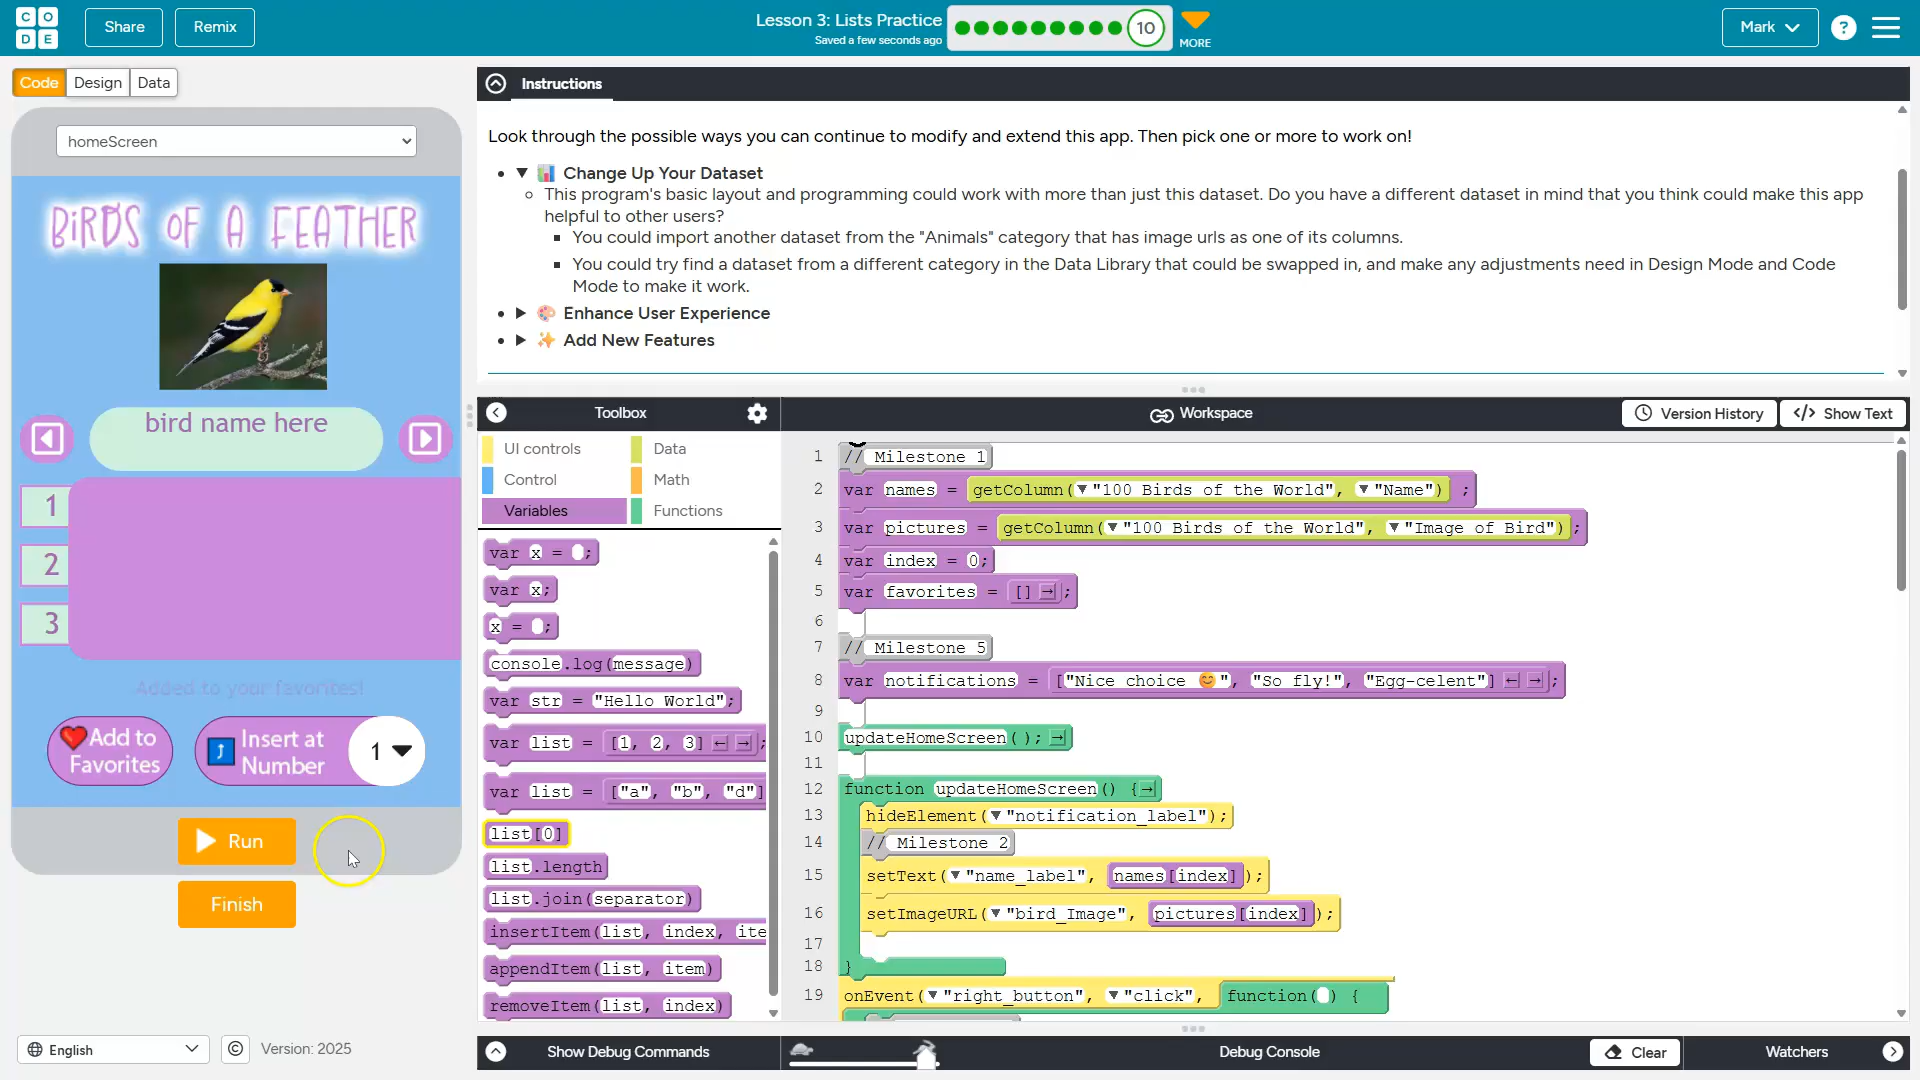 C O
D E
Share
Remix
Lesson 3: Lists Practice
Saved a few seconds ago
10
MORE
Mark
?
Code
Design
Data
homeScreen
BIRDS OF A FEATHER
bird name here
1
2
3
Added to your favorites!
❤️Add to
Favorites
Insert at
Number
1
Run
Finish
English
©
Version: 2025
Instructions
Look through the possible ways you can continue to modify and extend this app. Then pick one or more to work on!
Change Up Your Dataset
This program's basic layout and programming could work with more than just this dataset. Do you have a different dataset in mind that you think could make this app
helpful to other users?
You could import another dataset from the "Animals" category that has image urls as one of its columns.
You could try find a dataset from a different category in the Data Library that could be swapped in, and make any adjustments need in Design Mode and Code
Mode to make it work.
Enhance User Experience
Add New Features
Toolbox
UI controls
Data
Control
Math
Variables
Functions
var x = ;
var x;
x = ;
console.log(message)
var str = "Hello World";
var list = [1, 2, 3] ← → ;
var list = ["a", "b", "d"]
list[0]
list.length
list.join(separator)
insertItem(list, index, ite
appendItem(list, item)
removeItem(list, index)
Workspace
Version History
</> Show Text
1 // Milestone 1
2 var names = getColumn(▼"100 Birds of the World", ▼"Name") ;
3 var pictures = getColumn(▼"100 Birds of the World", ▼"Image of Bird");
4 var index = 0;
5 var favorites = [] → ;
6
7 // Milestone 5
8 var notifications = ["Nice choice 😊", "So fly!", "Egg-celent"] ← → ;
9
10 updateHomeScreen(); →
11
12 function updateHomeScreen() { →
13 hideElement(▼"notification_label");
14 // Milestone 2
15 setText(▼"name_label", names[index]);
16 setImageURL(▼"bird_Image", pictures[index]);
17
18 }
19 onEvent(▼"right_button", ▼"click", function( ) {
Show Debug Commands
Debug Console
Clear
Watchers